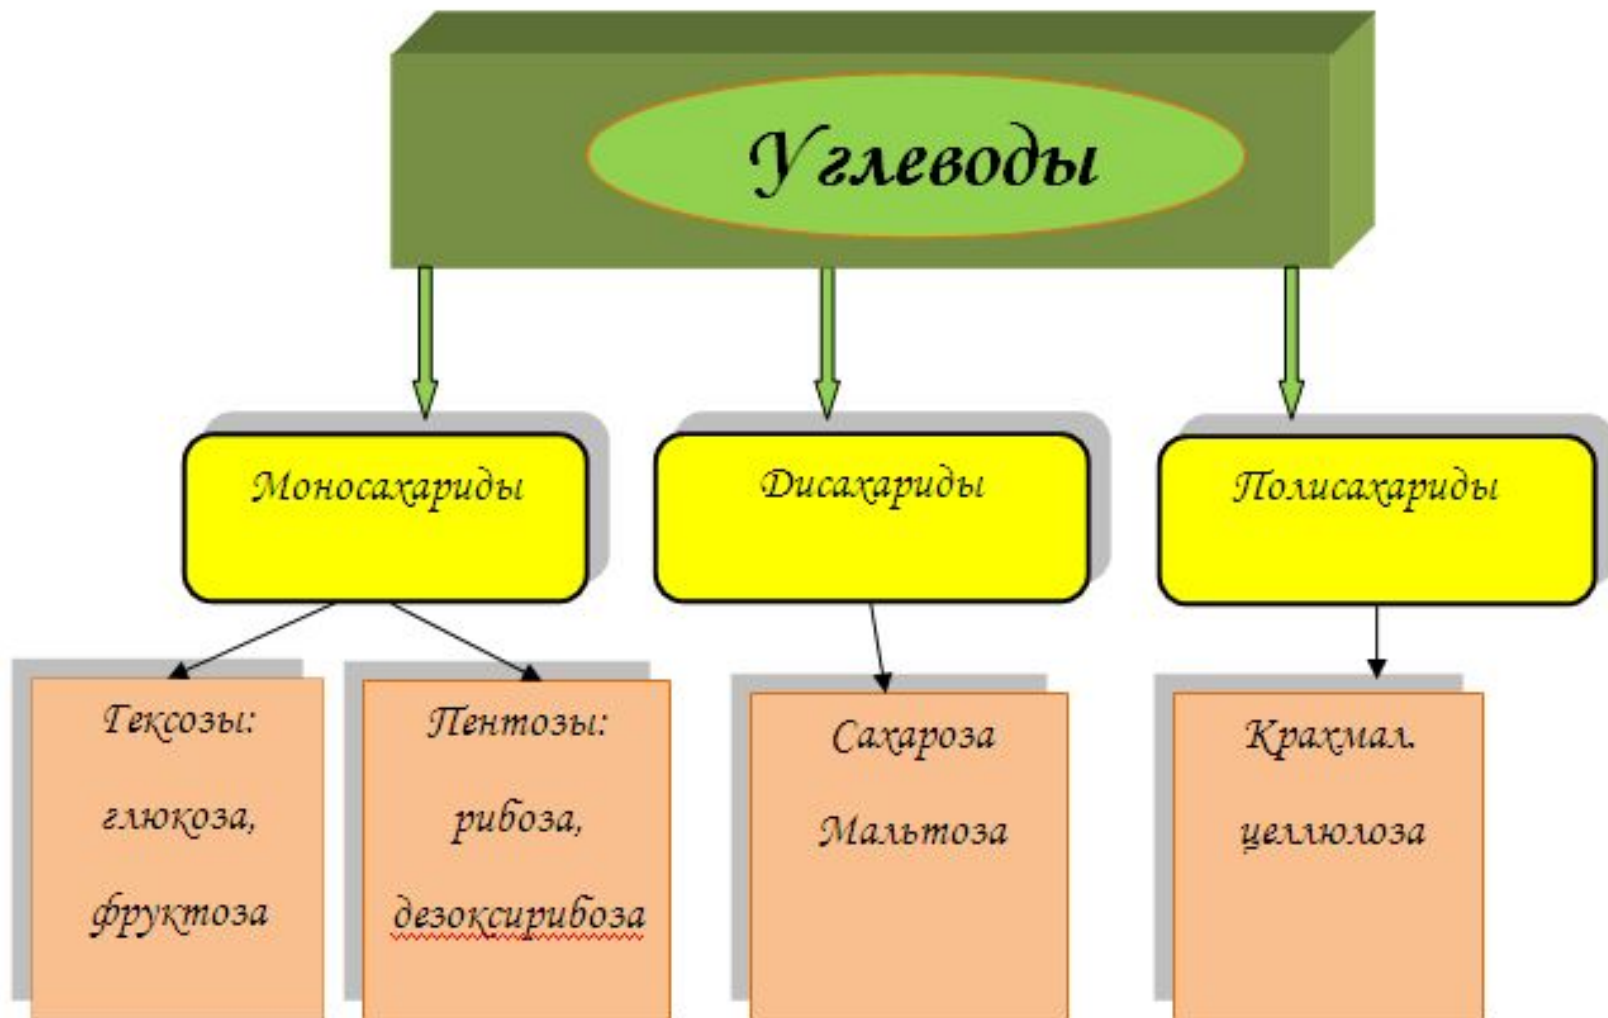 Углеводы
Моносахариды
Дисахариды
Полисахариды
Гексозы:
глюкоза,
фруктоза
Пентозы:
рибоза,
дезоксирибоза
Сахароза
Мальтоза
Крахмал.
целлюлоза